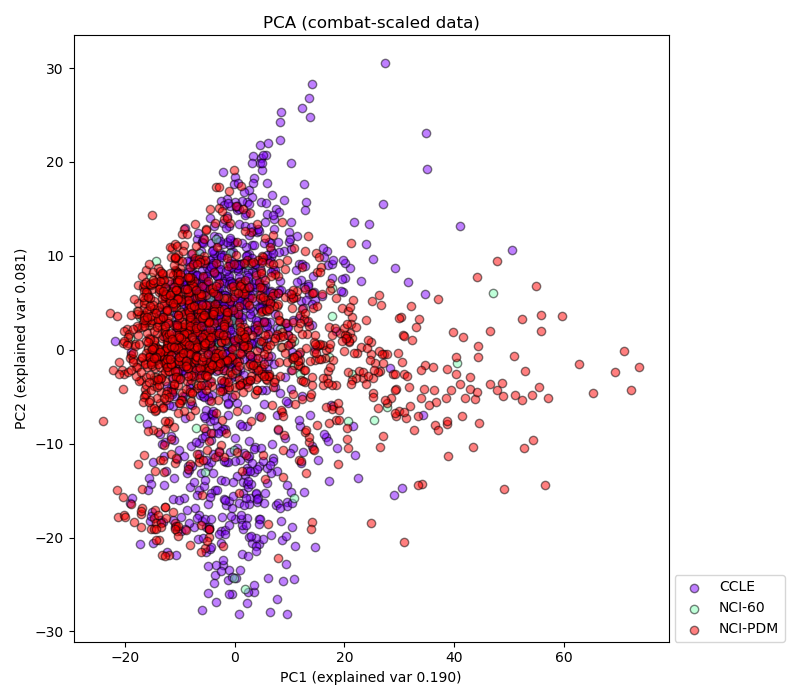 PCA (combat-scaled data)
30
20
10
0
−10
−20
−30
PC2 (explained var 0.081)
−20
0
20
40
60
PC1 (explained var 0.190)
CCLE
NCI-60
NCI-PDM